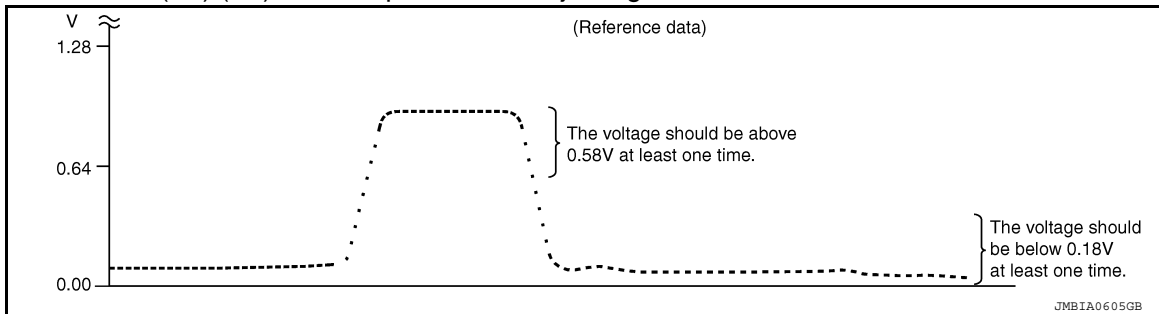 V
(Reference data)
1.28
The voltage should be above
0.58V at least one time.
0.64
The voltage should
be below 0.18V
at least one time.
0.00
JMBIA0605GB